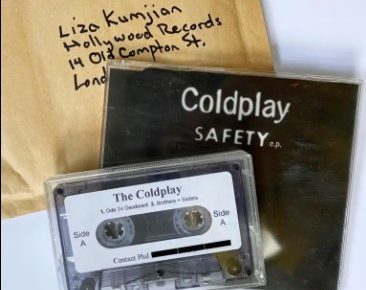 Liza Kumjian
Hollywood Records
14 Old Compton St.
Lond
Coldplay
SAFETY e.p.
The Coldplay
1. Ode To Deodorant 2. Brothers + Sisters
Side A
Side A
Contact Phil